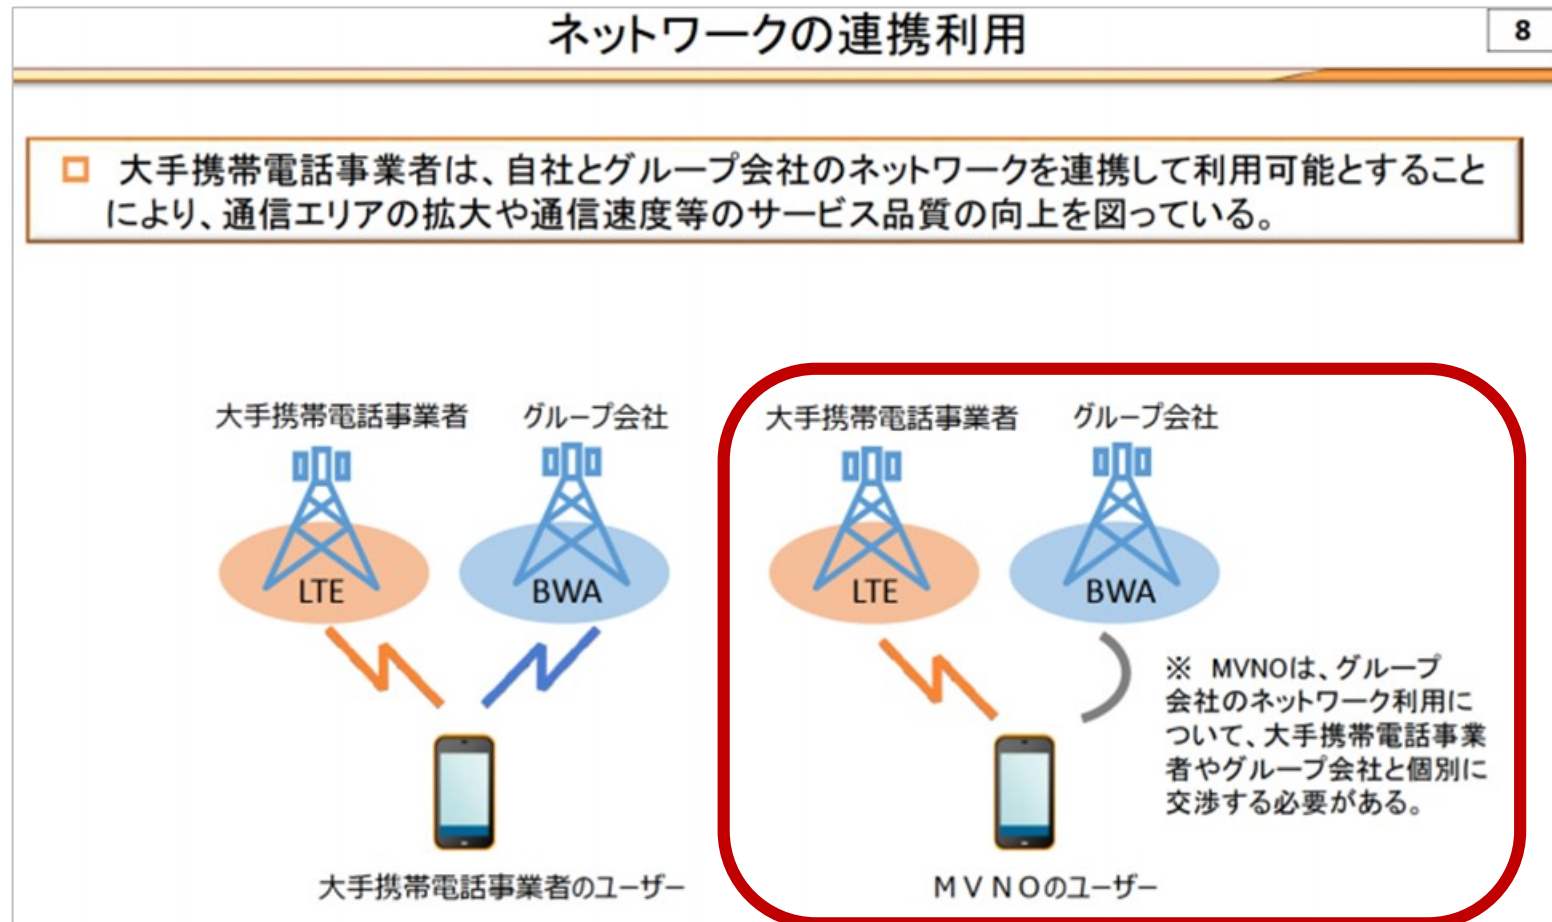 ネットワークの連携利用
8
大手携帯電話事業者は、自社とグループ会社のネットワークを連携して利用可能とすること
により、通信エリアの拡大や通信速度等のサービス品質の向上を図っている。
大手携帯電話事業者
グループ会社
LTE
BWA
大手携帯電話事業者のユーザー
大手携帯電話事業者
グループ会社
LTE
BWA
※ MVNOは、グループ
会社のネットワーク利用に
ついて、大手携帯電話事業
者やグループ会社と個別に
交渉する必要がある。
ＭＶＮＯのユーザー